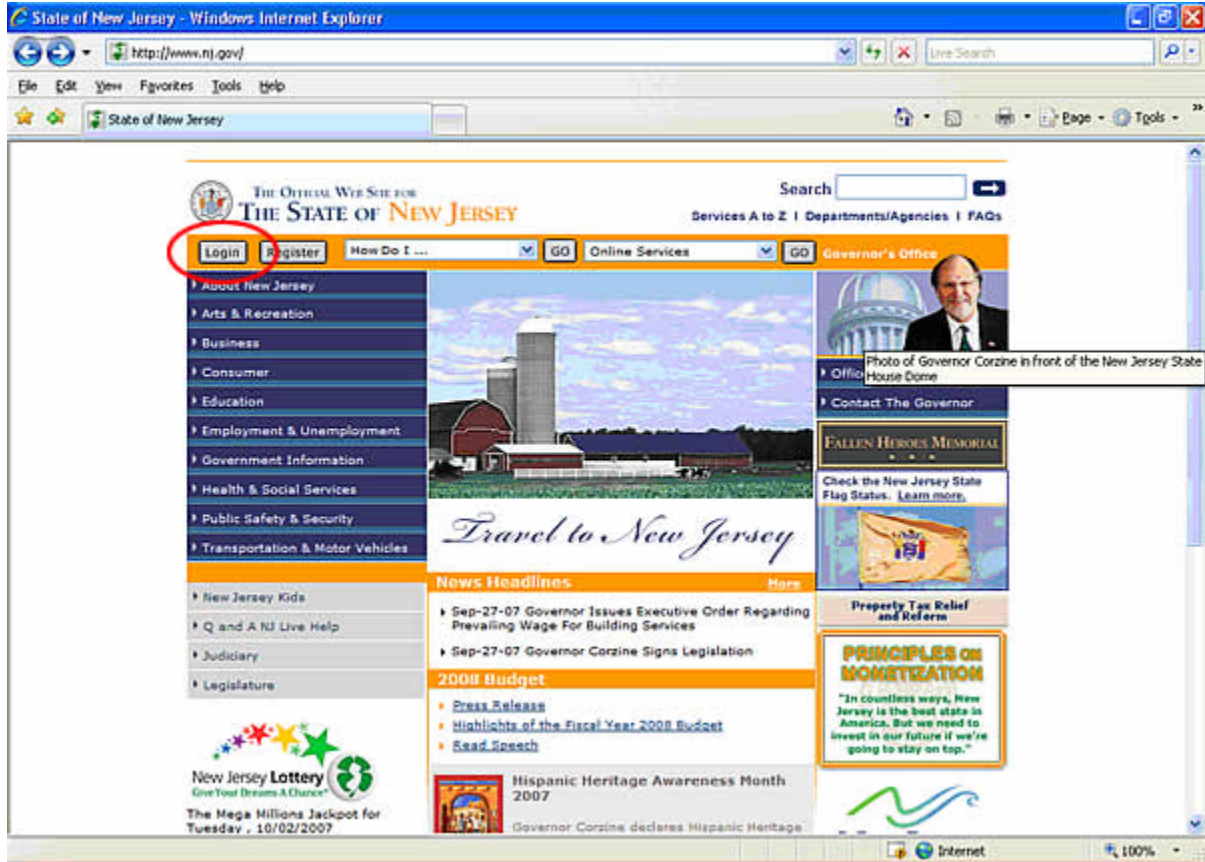 State of New Jersey - Windows Internet Explorer
http://www.nj.gov/
Live Search
File Edit View Favorites Tools Help
State of New Jersey
Page
Tools
THE OFFICIAL WEB SITE FOR
THE STATE OF NEW JERSEY
Search
Services A to Z | Departments/Agencies | FAQs
Login Register How Do I ... GO Online Services GO Governor's Office
About New Jersey
Arts & Recreation
Business
Consumer
Education
Employment & Unemployment
Government Information
Health & Social Services
Public Safety & Security
Transportation & Motor Vehicles
New Jersey Kids
Q and A NJ Live Help
Judiciary
Legislature
New Jersey Lottery
Give Your Dreams A Chance
The Mega Millions Jackpot for
Tuesday , 10/02/2007
Travel to New Jersey
News Headlines More
Sep-27-07 Governor Issues Executive Order Regarding
Prevailing Wage For Building Services
Sep-27-07 Governor Corzine Signs Legislation
2008 Budget
Press Release
Highlights of the Fiscal Year 2008 Budget
Read Speech
Hispanic Heritage Awareness Month
2007
Governor Corzine declares Hispanic Heritage
Photo of Governor Corzine in front of the New Jersey State
House Dome
Contact The Governor
FALLEN HEROES MEMORIAL
Check the New Jersey State
Flag Status. Learn more.
Property Tax Relief
and Reform
PRINCIPLES ON
MONETIZATION
"In countless ways, New
Jersey is the best state in
America. But we need to
invest in our future if we're
going to stay on top."
Internet
100%